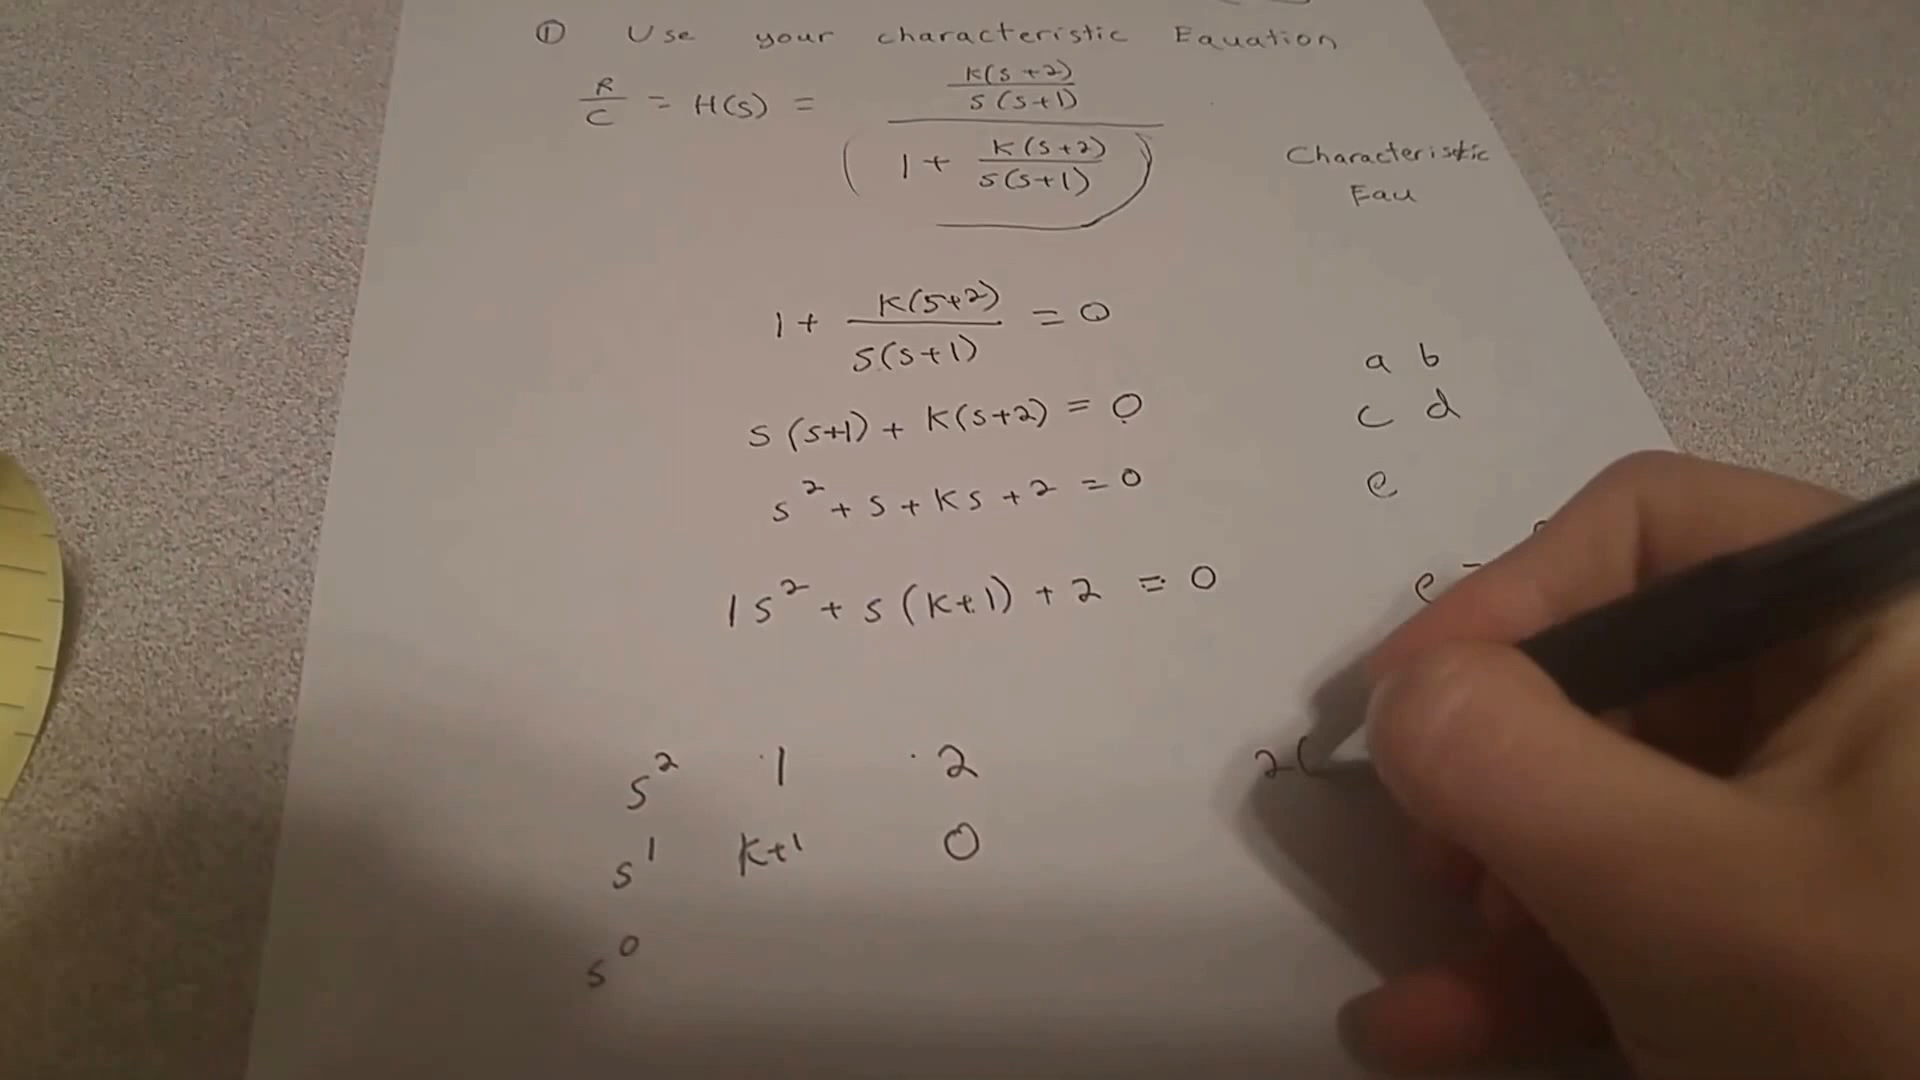 ① Use your characteristic Equation
R/C = H(s) = (K(s+2)/s(s+1)) / (1 + K(s+2)/s(s+1))
Characteristic
Equ
1 + K(s+2)/s(s+1) = 0
s(s+1) + K(s+2) = 0
s² + s + Ks + 2 = 0
1s² + s(K+1) + 2 = 0
a b
c d
e
e =
s² 1 2
s¹ K+1 0
s⁰
2(